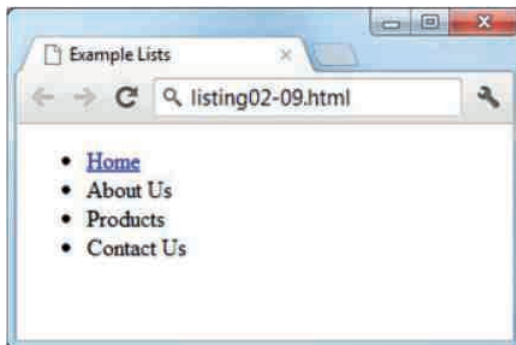 Example Lists
listing02-09.html
Home
About Us
Products
Contact Us